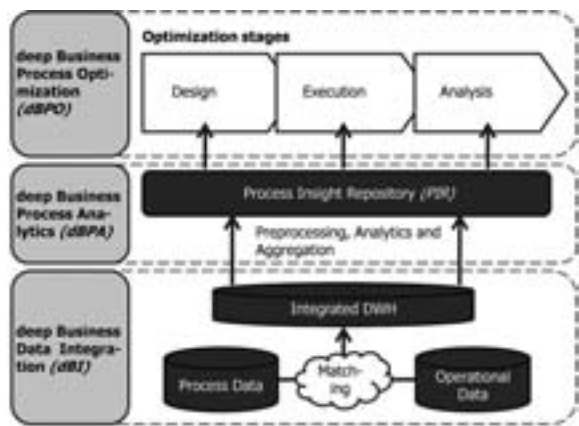 deep Business
Process Opti-
mization
(dBPO)
Optimization stages
Design
Execution
Analysis
deep Business
Process Ana-
lytics (dBPA)
Process Insight Repository (PIR)
Preprocessing, Analytics and
Aggregation
deep Business
Data Integra-
tion (dBI)
Integrated DWH
Process Data
Match-
ing
Operational
Data